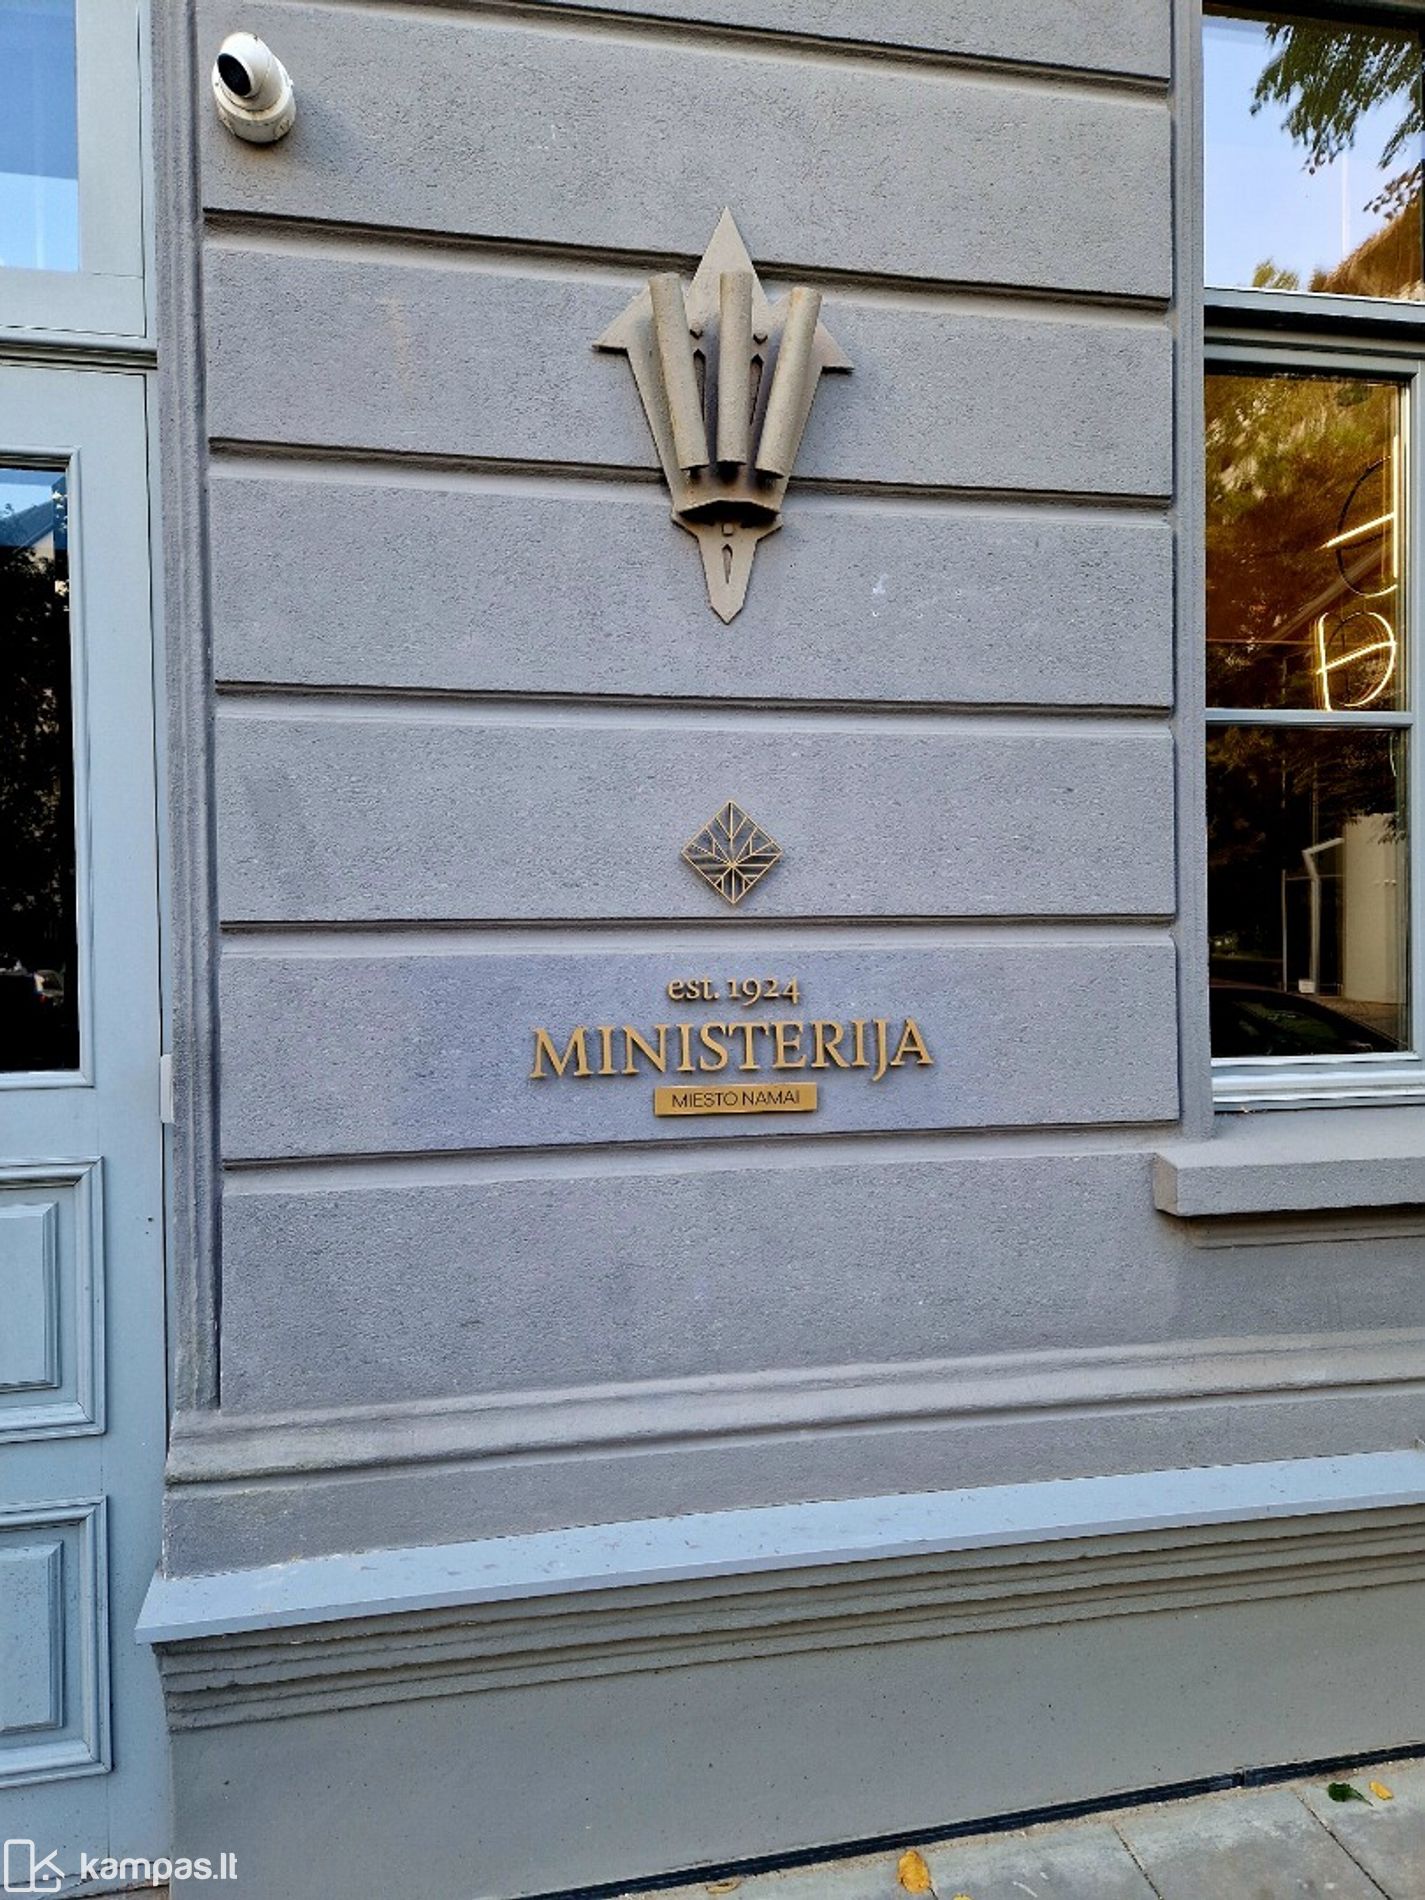 est. 1924
MINISTERIJA
MIESTO NAMAI
kampas.lt